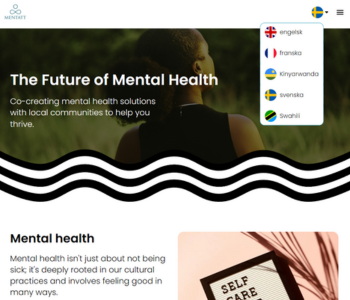 MENTATT
engelsk
franska
Kinyarwanda
svenska
Swahili
The Future of Mental Health
Co-creating mental health solutions
with local communities to help you
thrive.
Mental health
Mental health isn't just about not being
sick; it's deeply rooted in our cultural
practices and involves feeling good in
many ways.
SELF
CARE